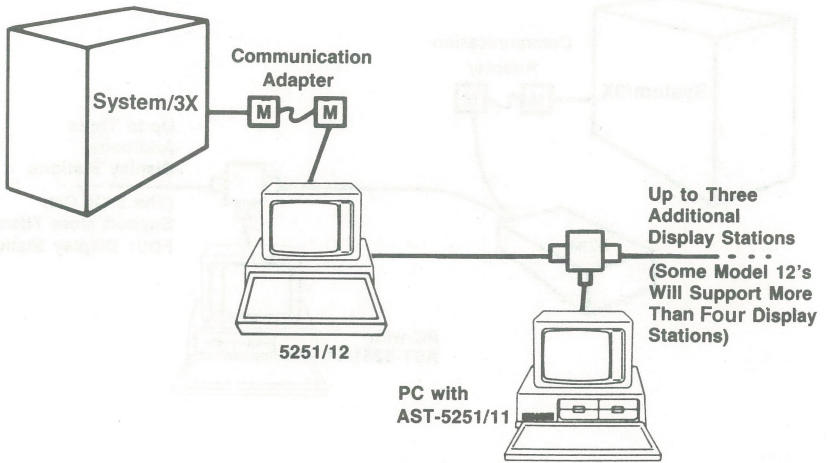 Communication
Adapter
System/3X
M M
Up to Three
Additional
Display Stations
(Some Model 12's
Will Support More
Than Four Display
Stations)
5251/12
PC with
AST-5251/11